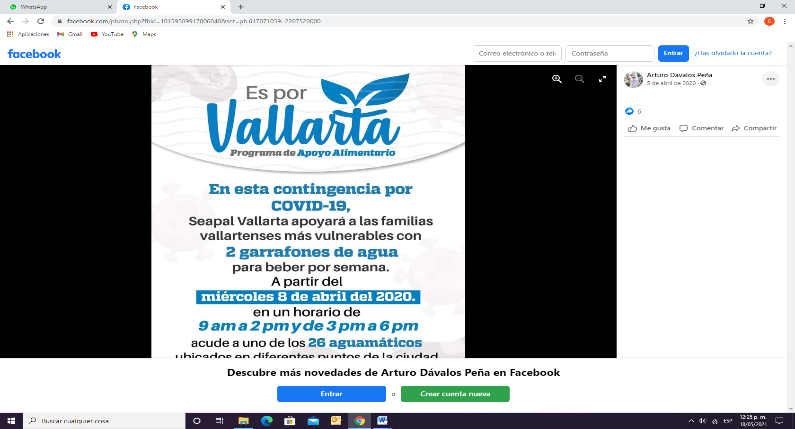 WhatsApp
Facebook
facebook.com/photo.php?fbid=10159589917006040&set=pb.617071039.-2207520000..
Aplicaciones
Gmail
YouTube
Maps
facebook
Correo electrónico o telé
Contraseña
Entrar
¿Has olvidado la cuenta?
Es por
Vallarta
Programa de Apoyo Alimentario
En esta contingencia por
COVID-19,
Seapal Vallarta apoyará a las familias
vallartenses más vulnerables con
2 garrafones de agua
para beber por semana.
A partir del
miércoles 8 de abril del 2020.
en un horario de
9 am a 2 pm y de 3 pm a 6 pm
acude a uno de los 26 aguamáticos
ubicados en diferentes puntos de la ciudad
Arturo Dávalos Peña
5 de abril de 2020
6
Me gusta
Comentar
Compartir
Descubre más novedades de Arturo Dávalos Peña en Facebook
Entrar
o
Crear cuenta nueva
Buscar cualquier cosa
ESP
12:25 p. m.
18/05/2021